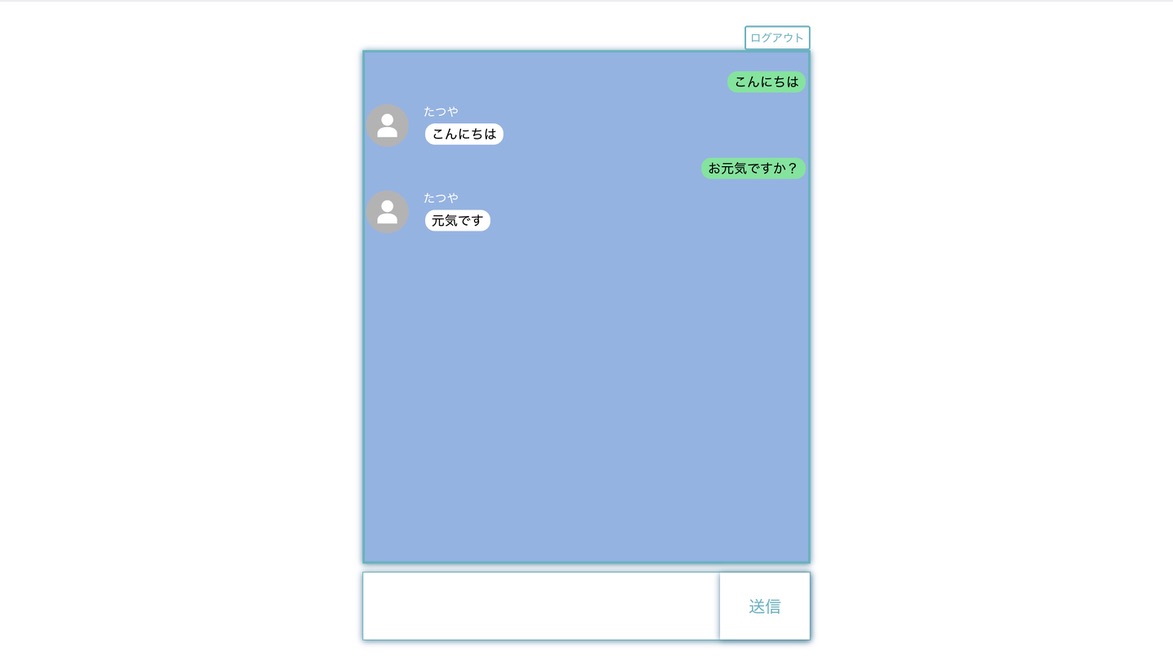 ログアウト
こんにちは
たつや
こんにちは
お元気ですか？
たつや
元気です
送信